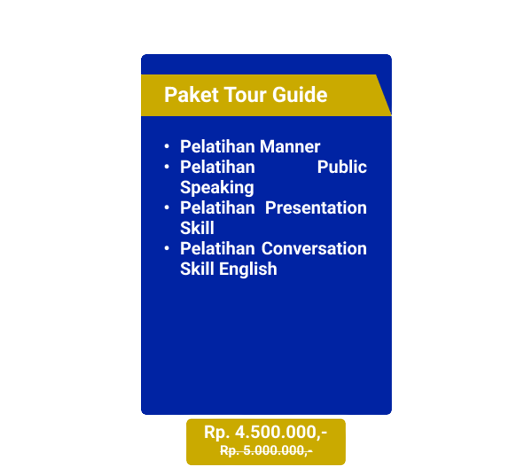 Paket Tour Guide
• Pelatihan Manner
• Pelatihan Public
Speaking
• Pelatihan Presentation
Skill
• Pelatihan Conversation
Skill English
Rp. 4.500.000,-
Rp. 5.000.000,-